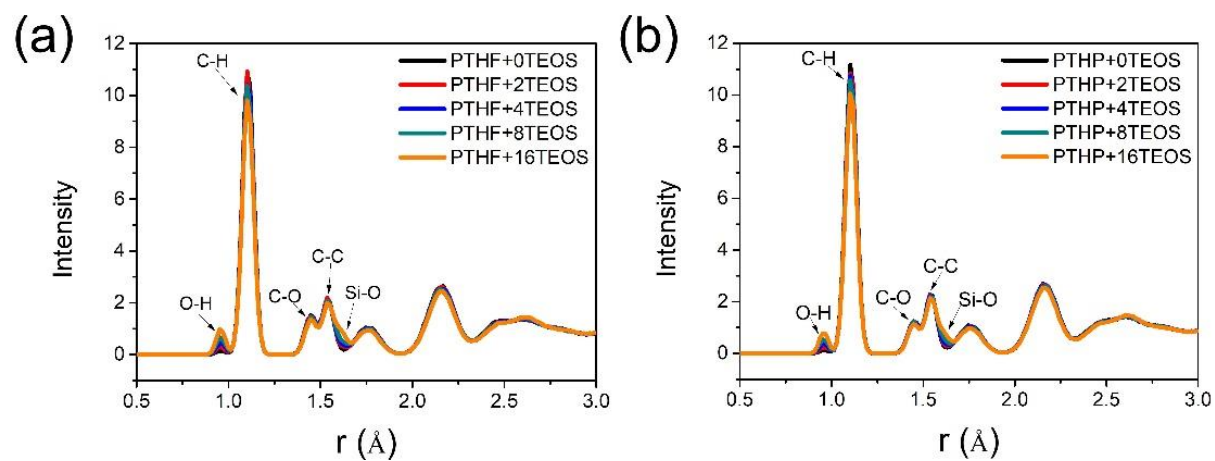 (a)
12
10
8
6
4
2
0
Intensity
C-H
O-H
C-O
C-C
Si-O
PTHF+0TEOS
PTHF+2TEOS
PTHF+4TEOS
PTHF+8TEOS
PTHF+16TEOS
0.5 1.0 1.5 2.0 2.5 3.0
r (Å)
(b)
12
10
8
6
4
2
0
Intensity
C-H
O-H
C-O
C-C
Si-O
PTHP+0TEOS
PTHP+2TEOS
PTHP+4TEOS
PTHP+8TEOS
PTHP+16TEOS
0.5 1.0 1.5 2.0 2.5 3.0
r (Å)